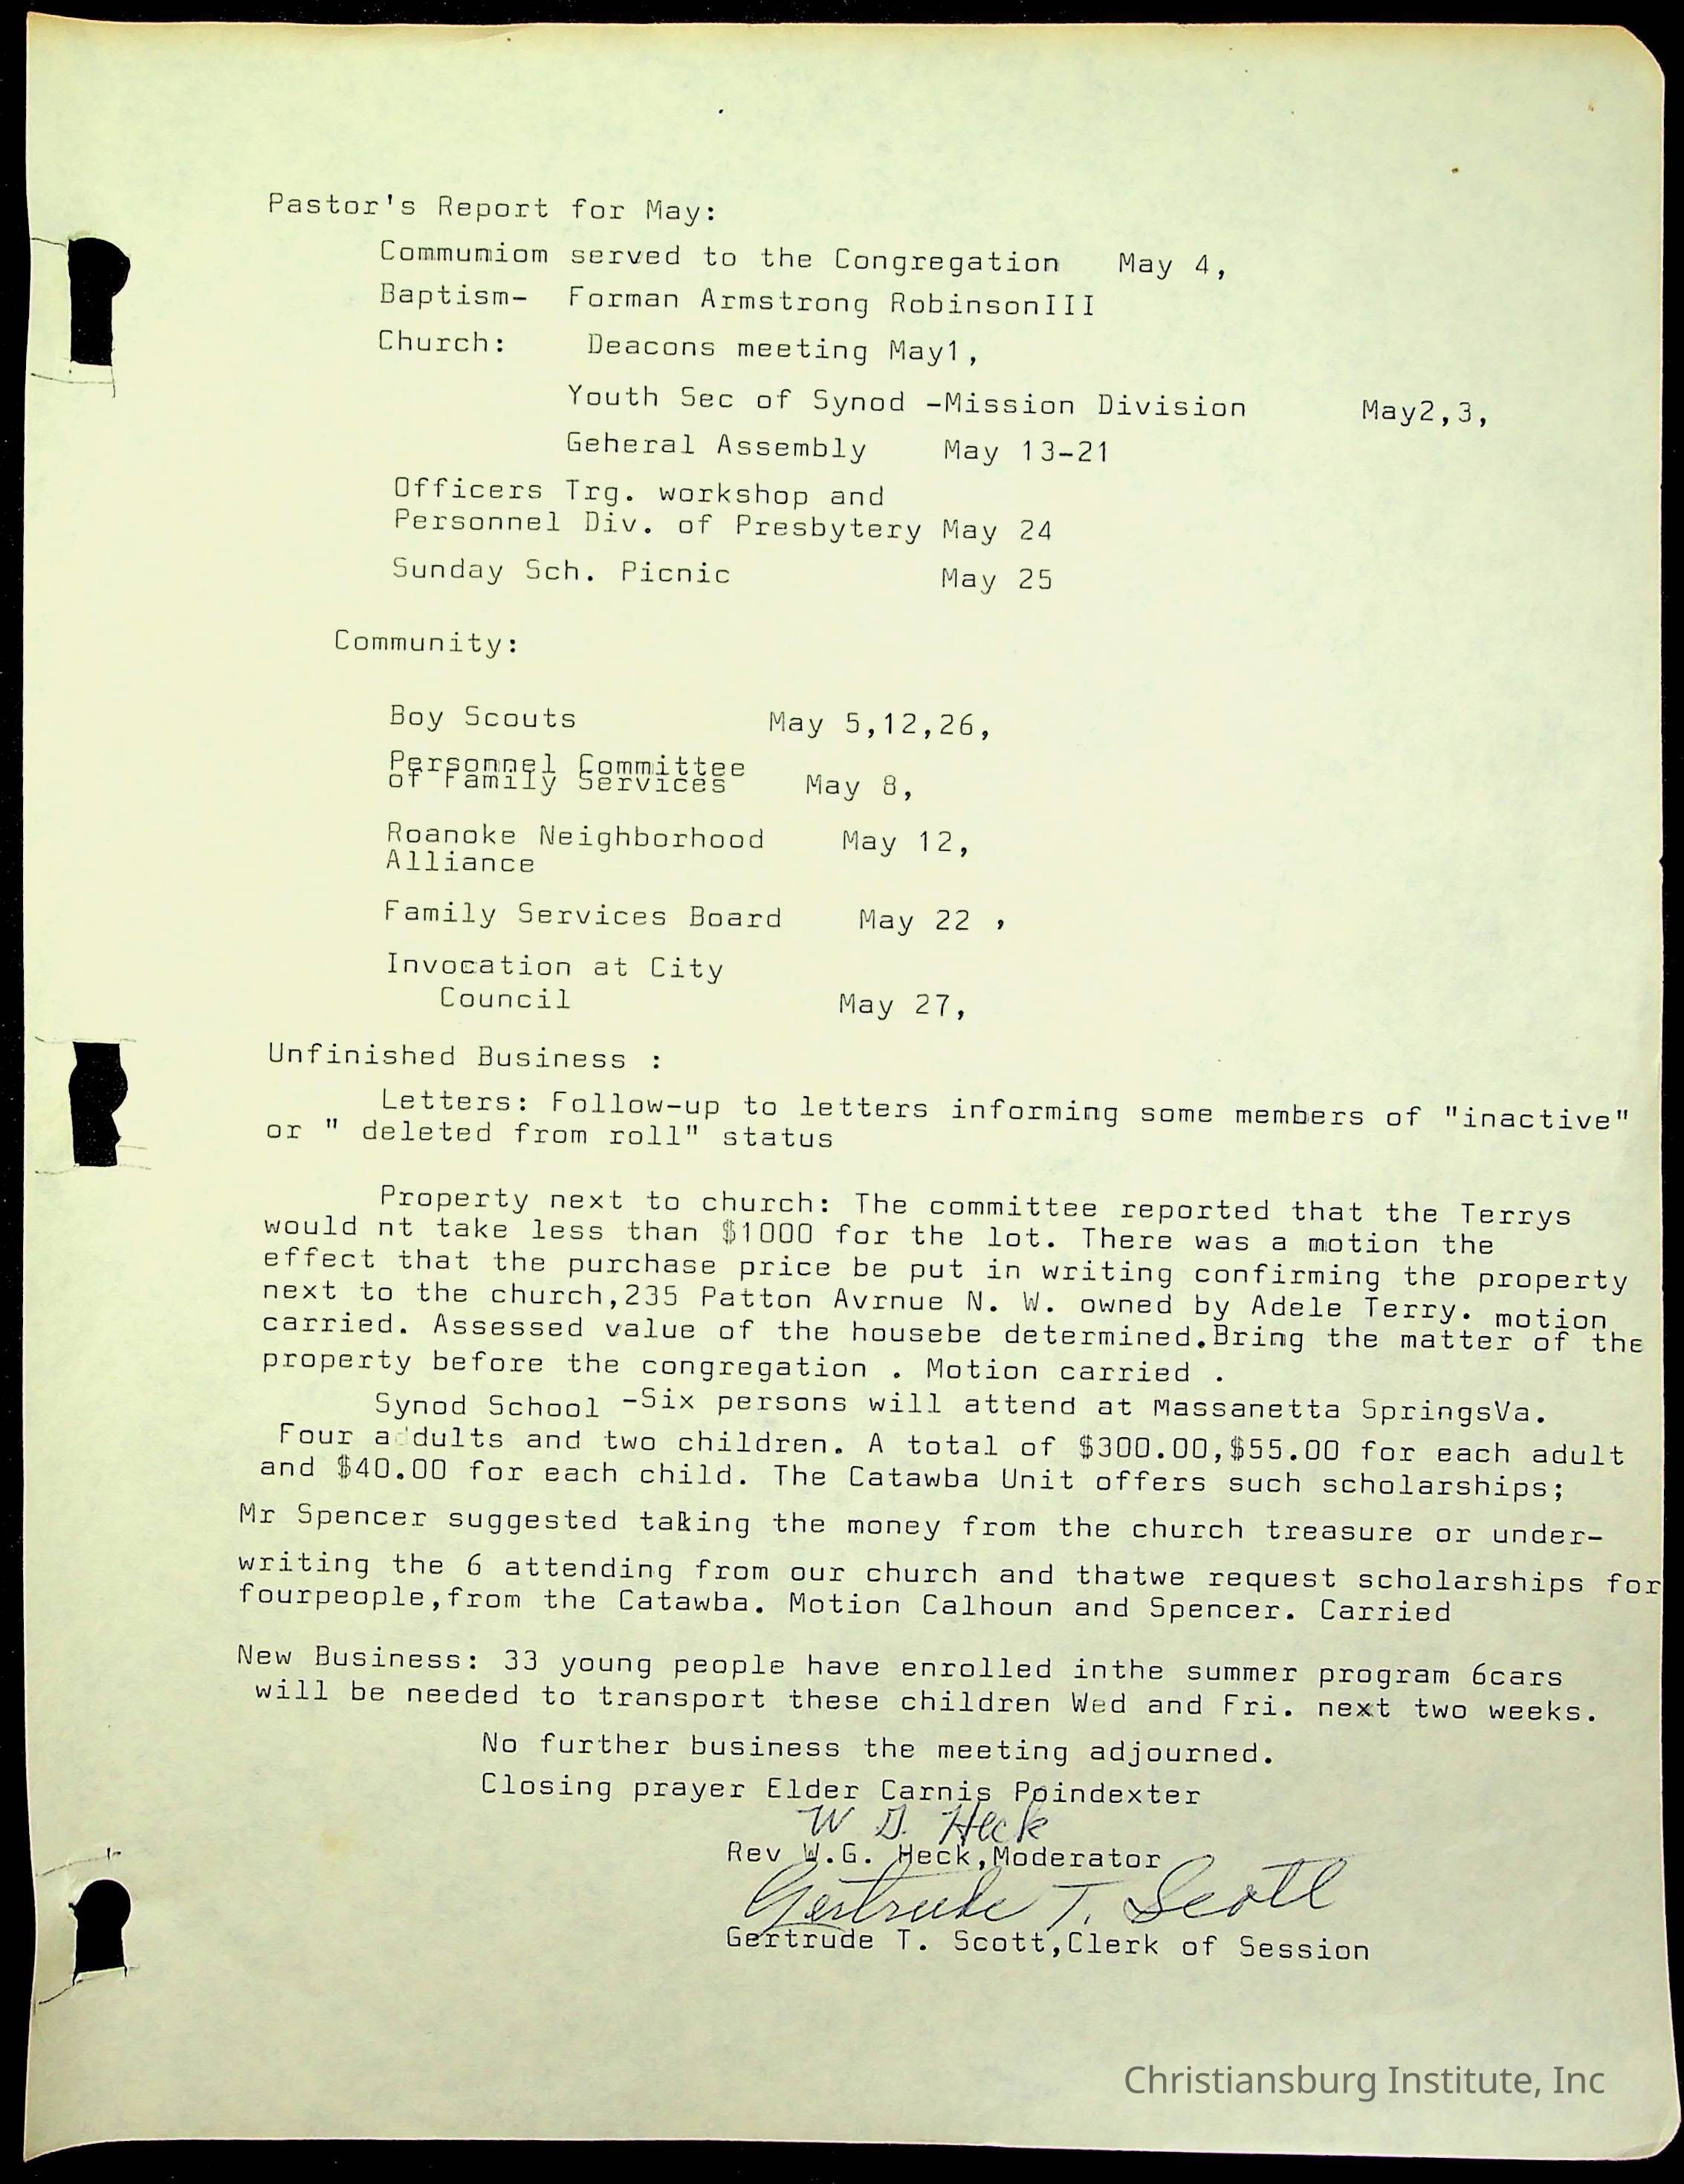 Pastor's Report for May:
Communiom served to the Congregation May 4,
Baptism- Forman Armstrong RobinsonIII
Church: Deacons meeting May1,
Youth Sec of Synod -Mission Division May2,3,
Geheral Assembly May 13-21
Officers Trg. workshop and
Personnel Div. of Presbytery May 24
Sunday Sch. Picnic May 25
Community:
Boy Scouts May 5,12,26,
Personnel Committee
of Family Services May 8,
Roanoke Neighborhood May 12,
Alliance
Family Services Board May 22 ,
Invocation at City
Council May 27,
Unfinished Business :
Letters: Follow-up to letters informing some members of "inactive"
or " deleted from roll" status
Property next to church: The committee reported that the Terrys
would nt take less than $1000 for the lot. There was a motion the
effect that the purchase price be put in writing confirming the property
next to the church,235 Patton Avrnue N. W. owned by Adele Terry. motion
carried. Assessed value of the housebe determined.Bring the matter of the
property before the congregation . Motion carried .
Synod School -Six persons will attend at Massanetta SpringsVa.
Four a dults and two children. A total of $300.00,$55.00 for each adult
and $40.00 for each child. The Catawba Unit offers such scholarships;
Mr Spencer suggested taking the money from the church treasure or under-
writing the 6 attending from our church and thatwe request scholarships for
fourpeople,from the Catawba. Motion Calhoun and Spencer. Carried
New Business: 33 young people have enrolled inthe summer program 6cars
will be needed to transport these children Wed and Fri. next two weeks.
No further business the meeting adjourned.
Closing prayer Elder Carnis Poindexter
W G. Heck
Rev W.G. Heck,Moderator
Gertrude T. Scott
Gertrude T. Scott,Clerk of Session
Christiansburg Institute, Inc